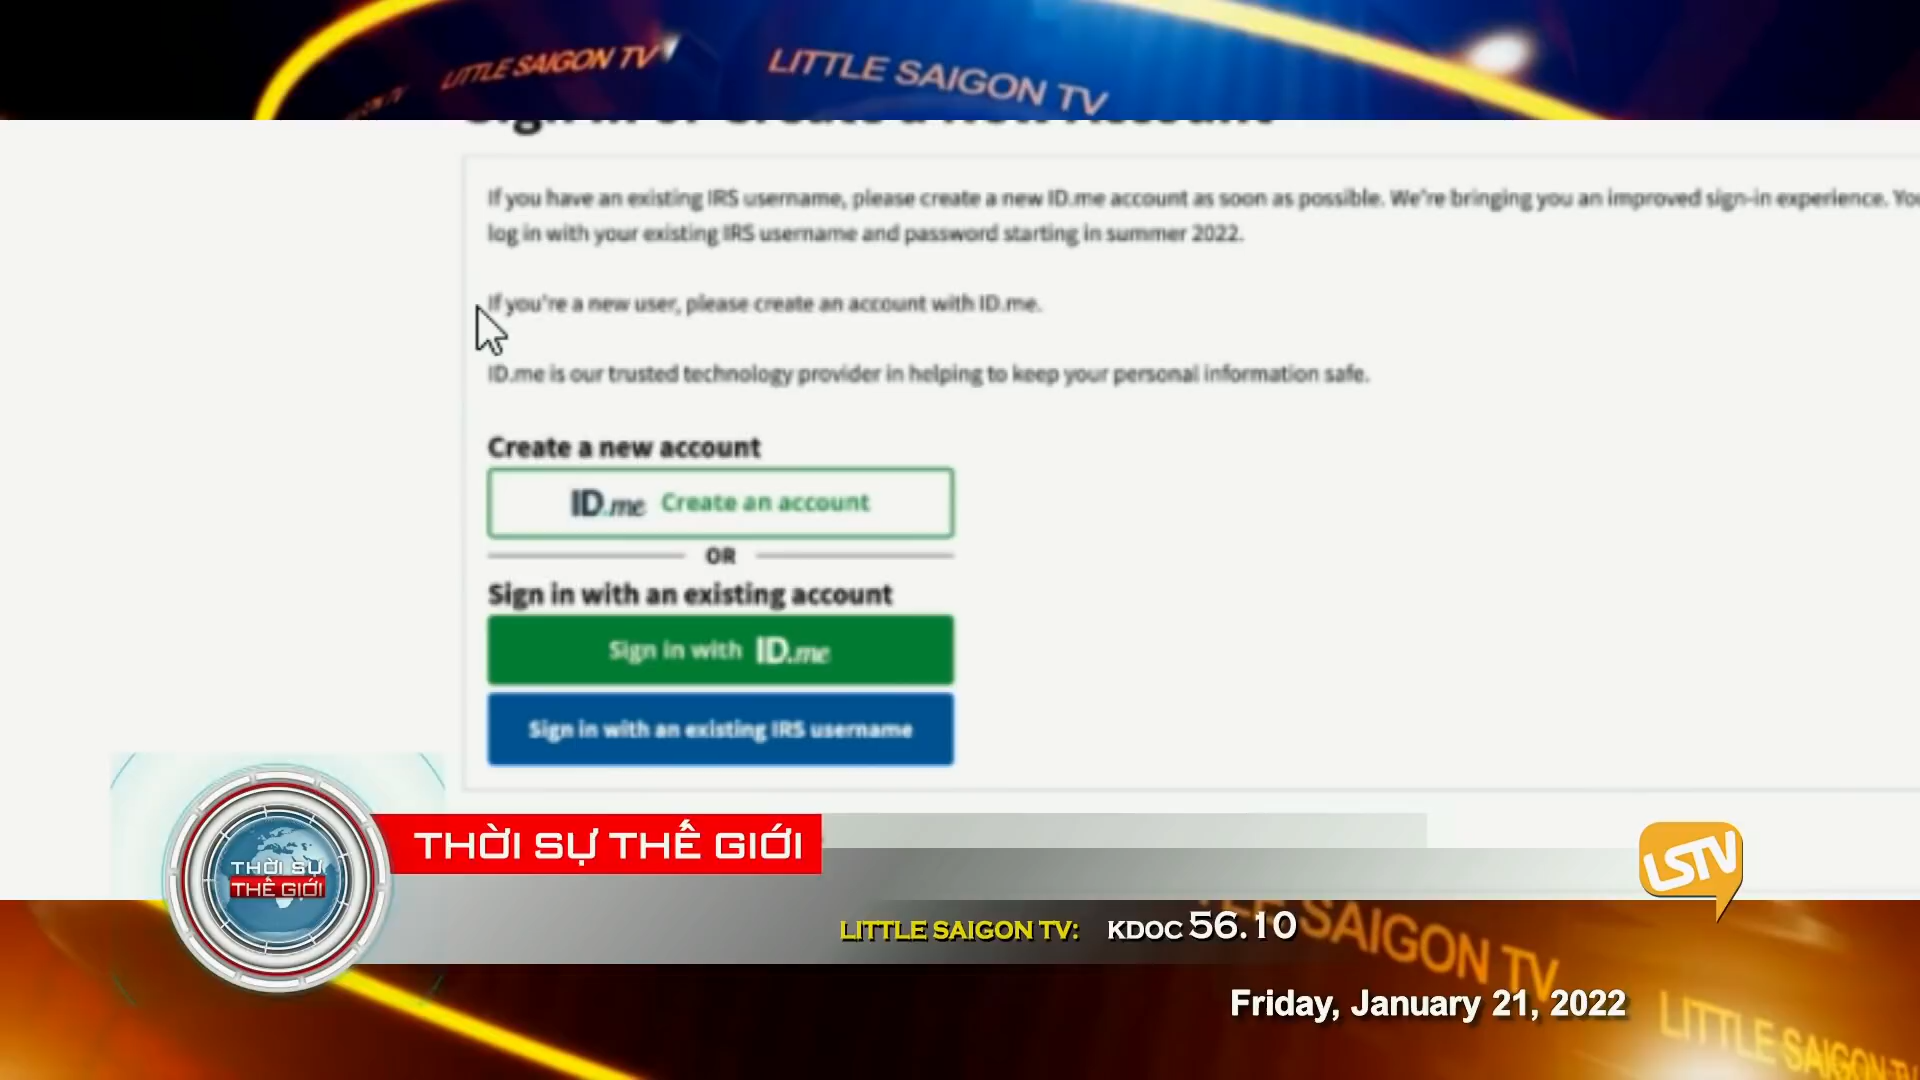 LITTLE SAIGON TV
LITTLE SAIGON TV
If you have an existing IRS username, please create a new ID.me account as soon as possible. We're bringing you an improved sign-in experience.
log in with your existing IRS username and password starting in summer 2022.
If you're a new user, please create an account with ID.me.
ID.me is our trusted technology provider in helping to keep your personal information safe.
Create a new account
ID.me Create an account
OR
Sign in with an existing account
Sign in with ID.me
Sign in with an existing IRS username
THỜI SỰ THẾ GIỚI
THỜI SỰ
THẾ GIỚI
LSTV
LITTLE SAIGON TV: KDOC 56.10
SAIGON TV
Friday, January 21, 2022
LITTLE SAIGON TV